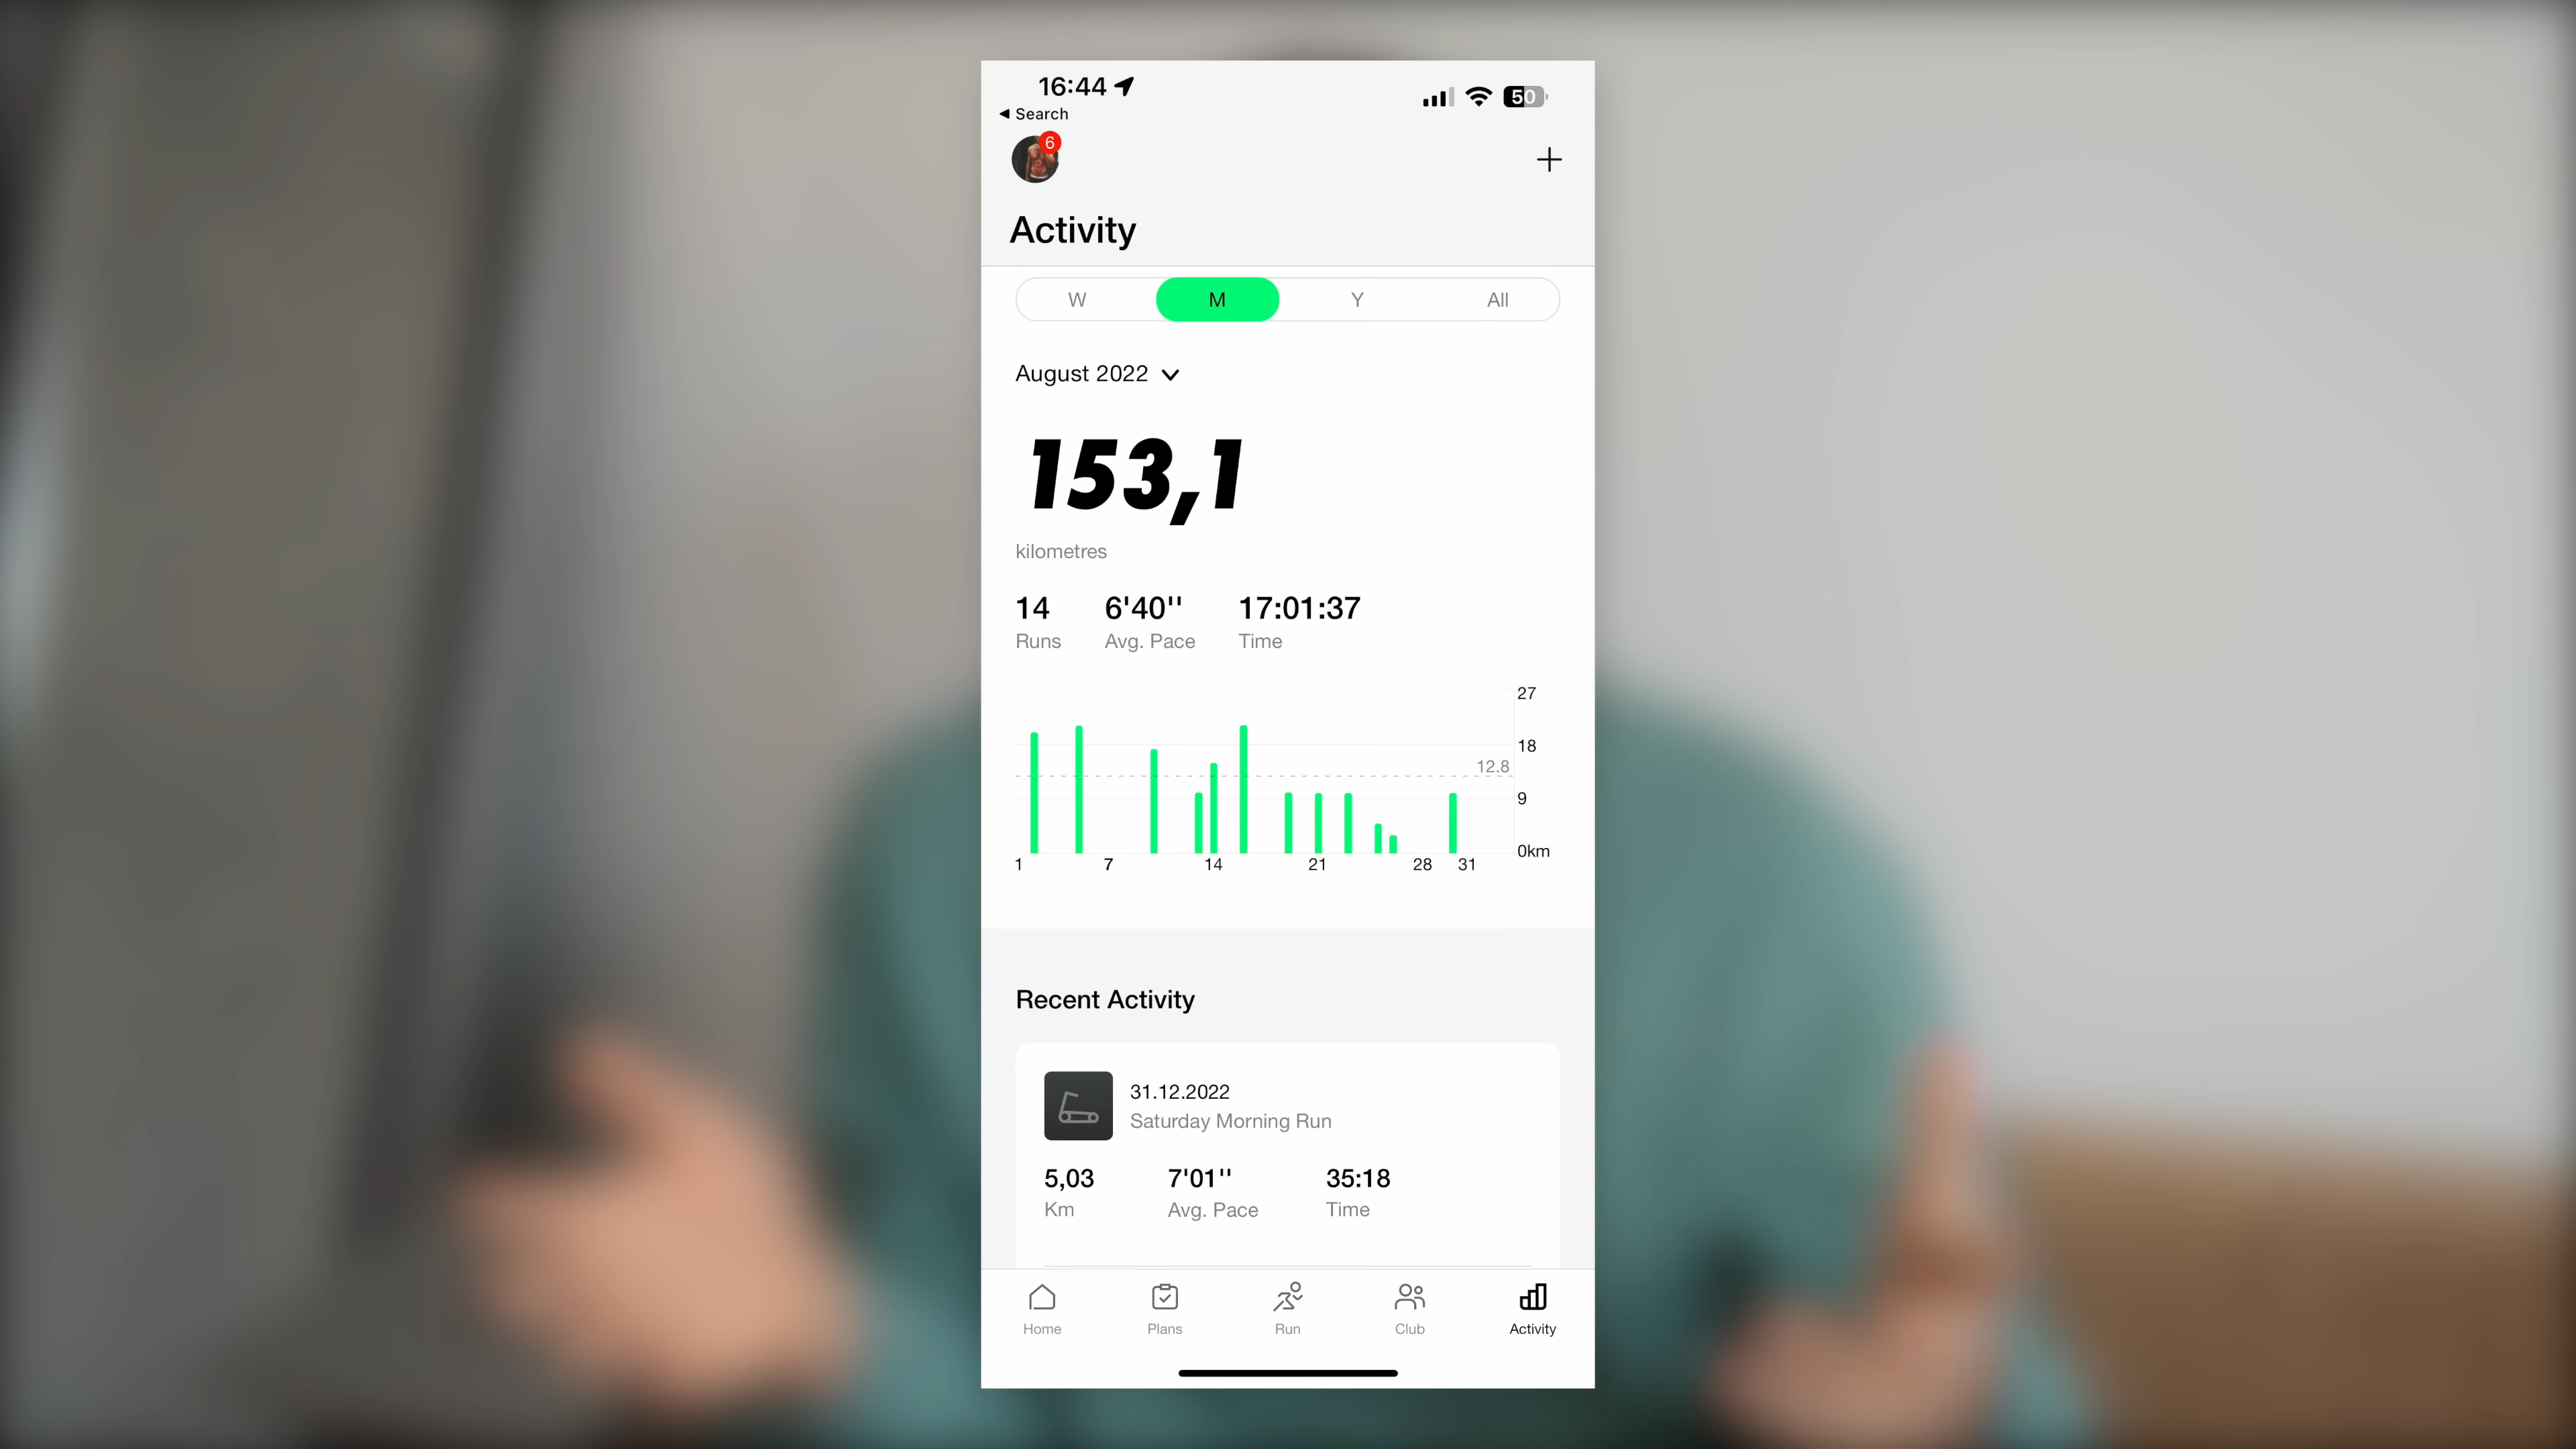 16:44
50
◀ Search
6
Activity
W M Y All
August 2022
153,1
kilometres
14 6'40'' 17:01:37
Runs Avg. Pace Time
27
18
12.8
9
0km
1 7 14 21 28 31
Recent Activity
31.12.2022
Saturday Morning Run
5,03 7'01'' 35:18
Km Avg. Pace Time
Home Plans Run Club Activity